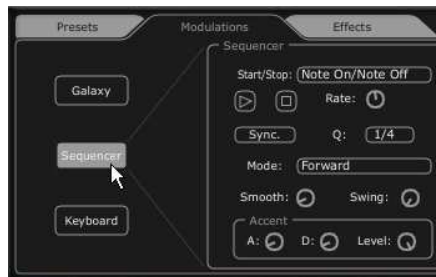 Presets Modulations Effects
Sequencer
Start/Stop: Note On/Note Off
Galaxy
Rate:
Sync. Q: 1/4
Sequencer
Mode: Forward
Smooth: Swing:
Keyboard
Accent
A: D: Level: